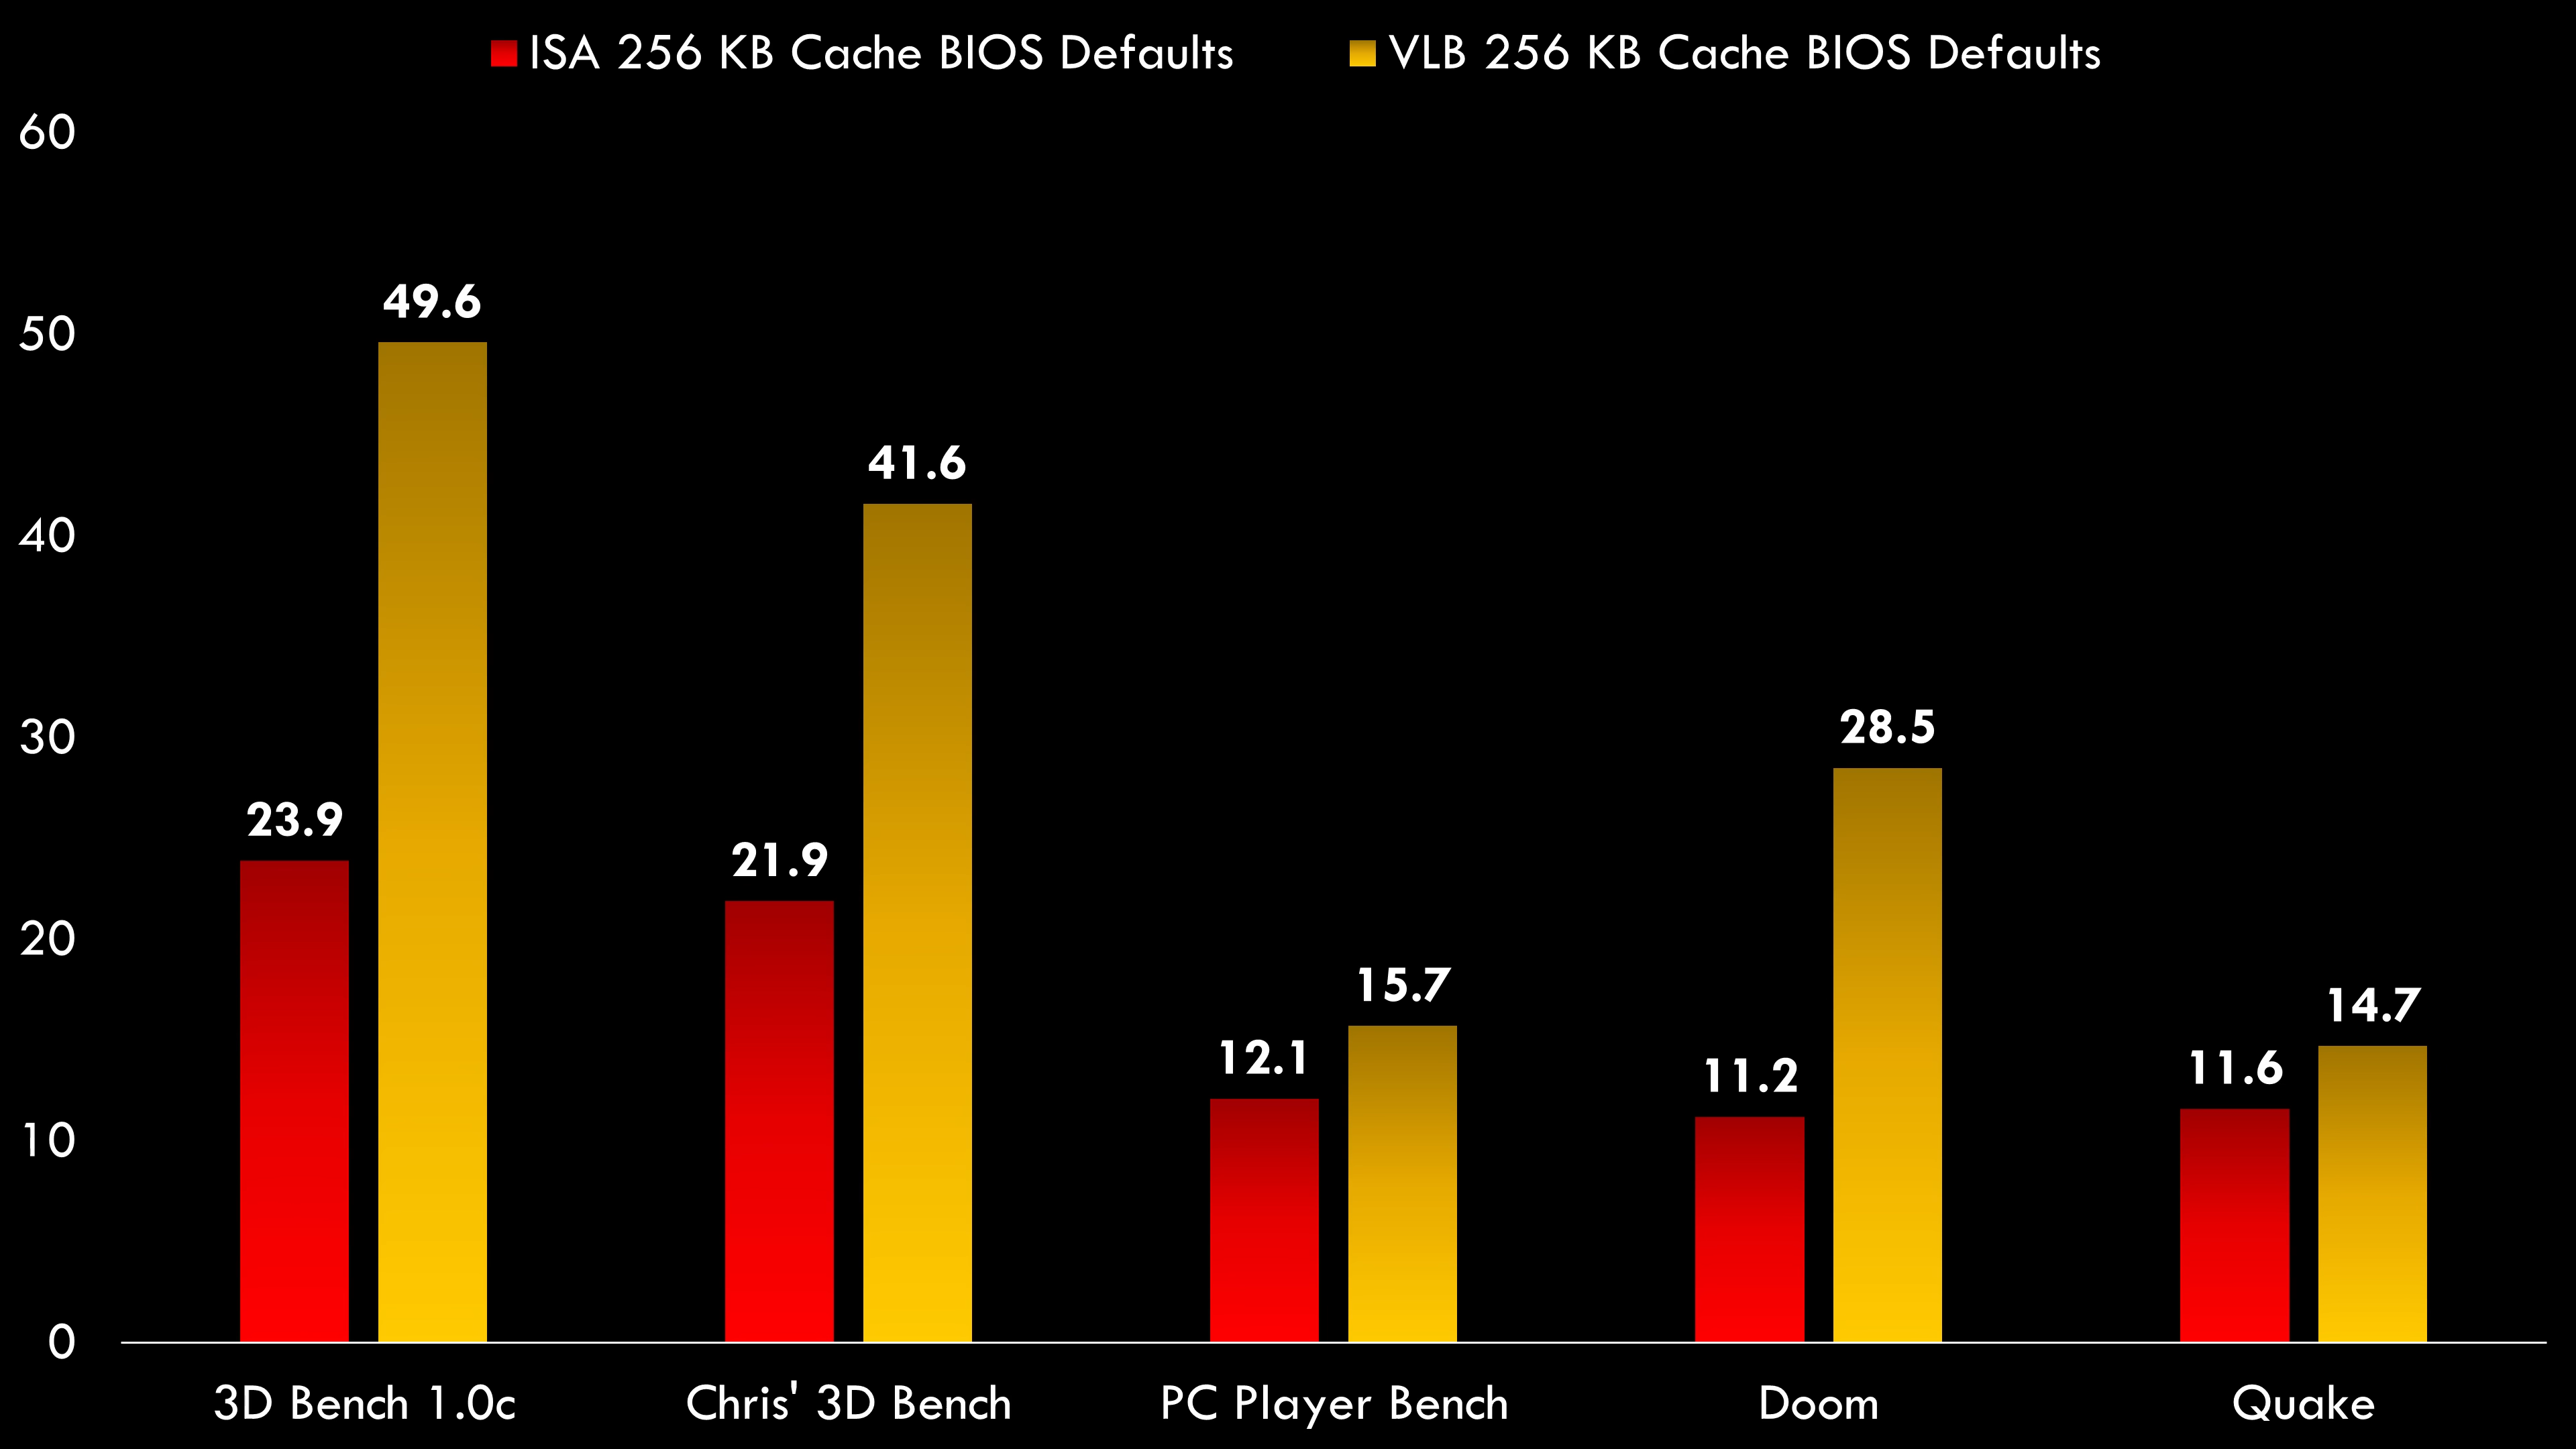 ISA 256 KB Cache BIOS Defaults
VLB 256 KB Cache BIOS Defaults
60
50
40
30
20
10
0
23.9
49.6
21.9
41.6
12.1
15.7
11.2
28.5
11.6
14.7
3D Bench 1.0c
Chris' 3D Bench
PC Player Bench
Doom
Quake